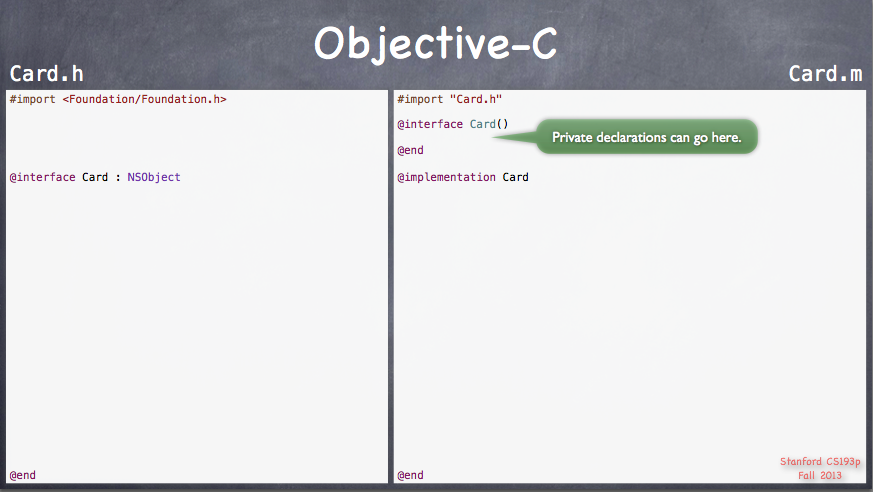 Objective-C
Card.h
Card.m
#import <Foundation/Foundation.h>
@interface Card : NSObject
@end
#import "Card.h"
@interface Card()
Private declarations can go here.
@end
@implementation Card
@end
Stanford CS193p
Fall 2013